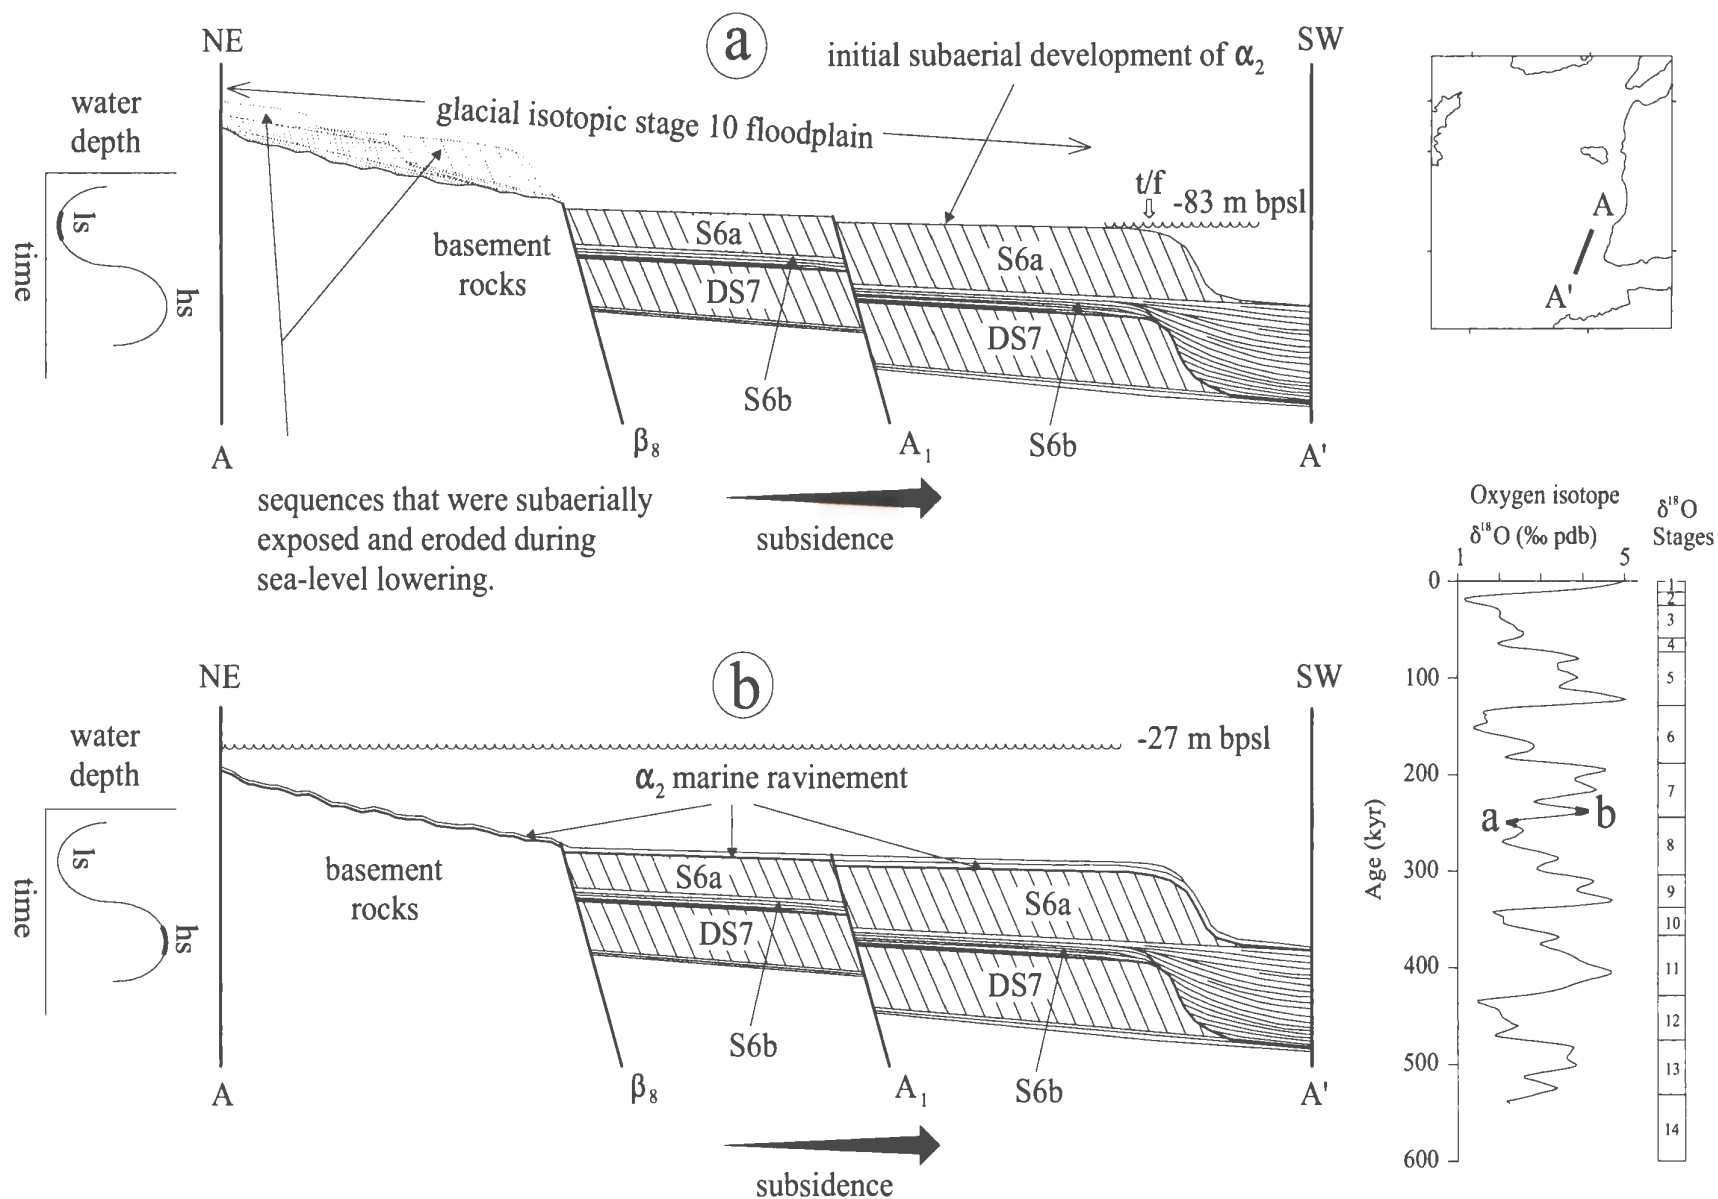 NE
a
SW
initial subaerial development of α₂
water
depth
glacial isotopic stage 10 floodplain
t/f
-83 m bpsl
ls
hs
time
basement
rocks
S6a
DS7
S6b
S6a
DS7
S6b
A
β₈
A₁
A'
sequences that were subaerially
exposed and eroded during
sea-level lowering.
subsidence
A
A'
NE
b
SW
water
depth
-27 m bpsl
α₂ marine ravinement
ls
hs
time
basement
rocks
S6a
DS7
S6b
S6a
DS7
S6b
A
β₈
A₁
A'
subsidence
Oxygen isotope
δ¹⁸O (‰ pdb)
δ¹⁸O
Stages
1 5
0
100
200
300
400
500
600
Age (kyr)
a
b
1
2
3
4
5
6
7
8
9
10
11
12
13
14